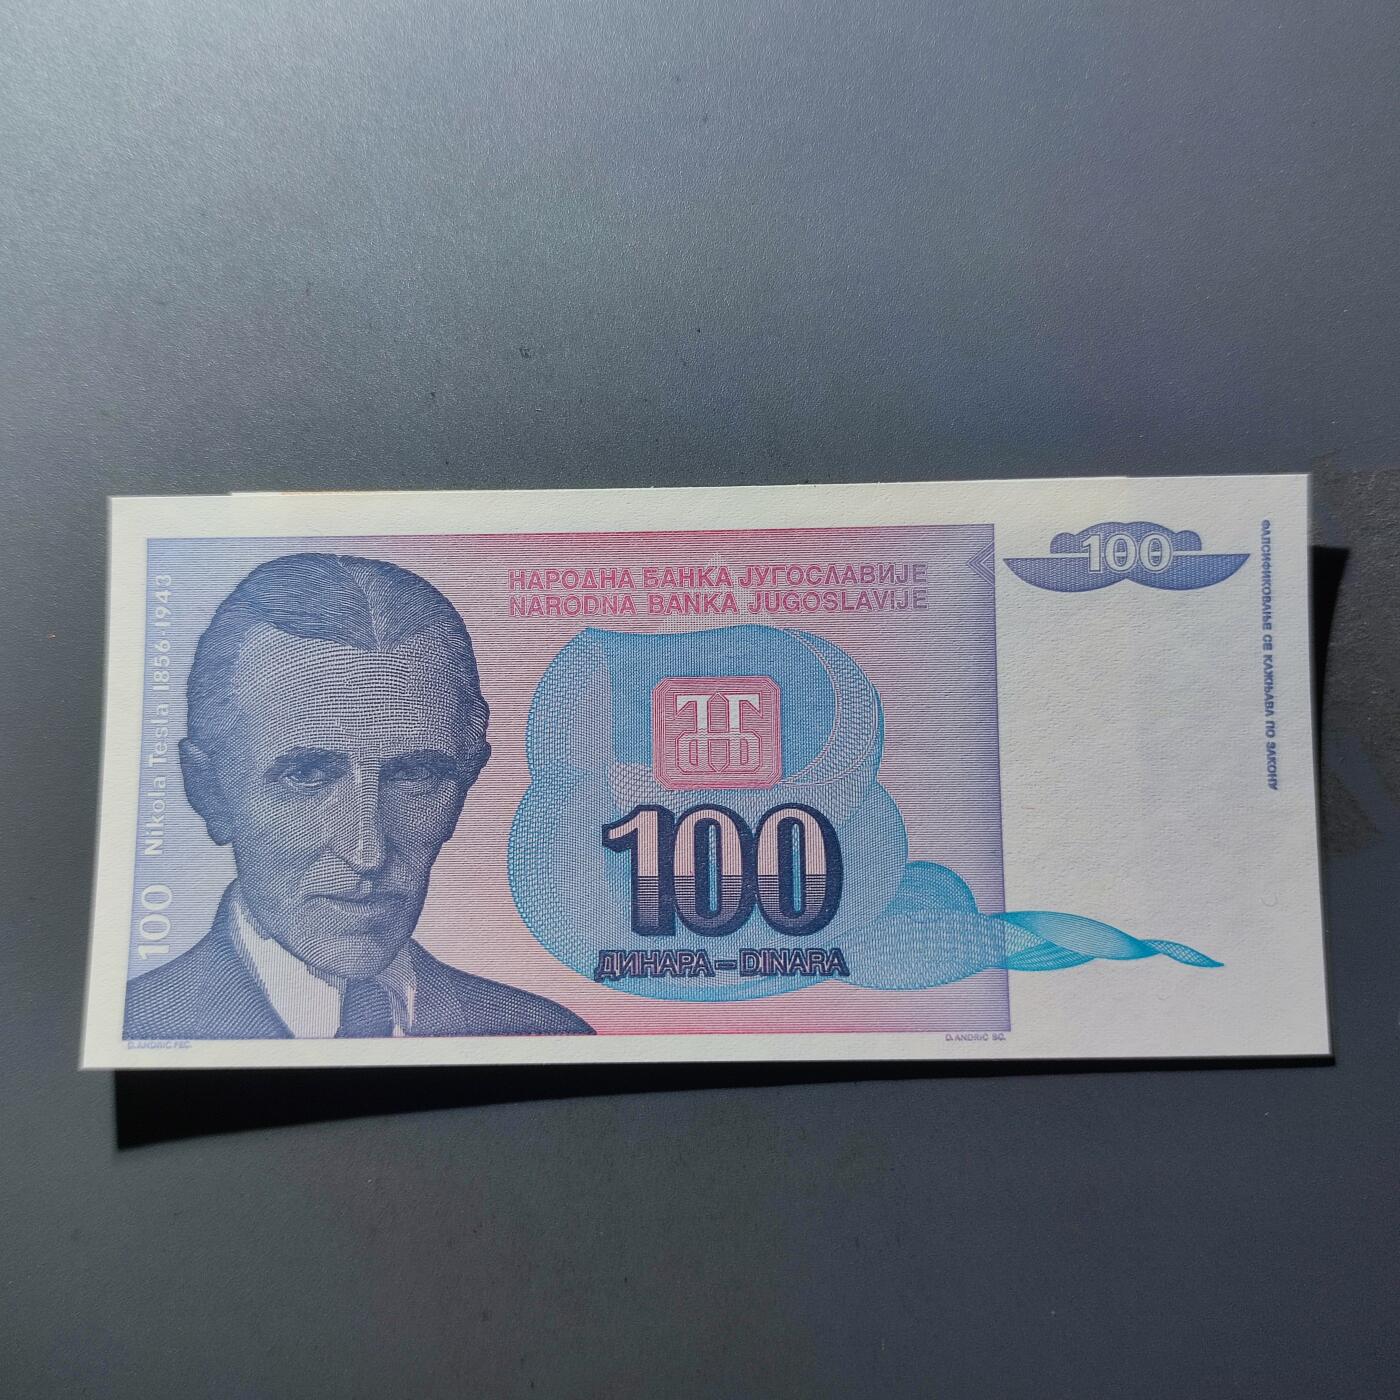 100 Nikola Tesla 1856-1943
НАРОДНА БАНКА ЈУГОСЛАВИЈЕ
NARODNA BANKA JUGOSLAVIJE
100
100
ДИНАРА – DINARA
ФАЛСИФИКОВАЊЕ СЕ КАЖЊАВА ПО ЗАКОНУ
D. ANDRIĆ FEC.
D. ANDRIĆ SC.